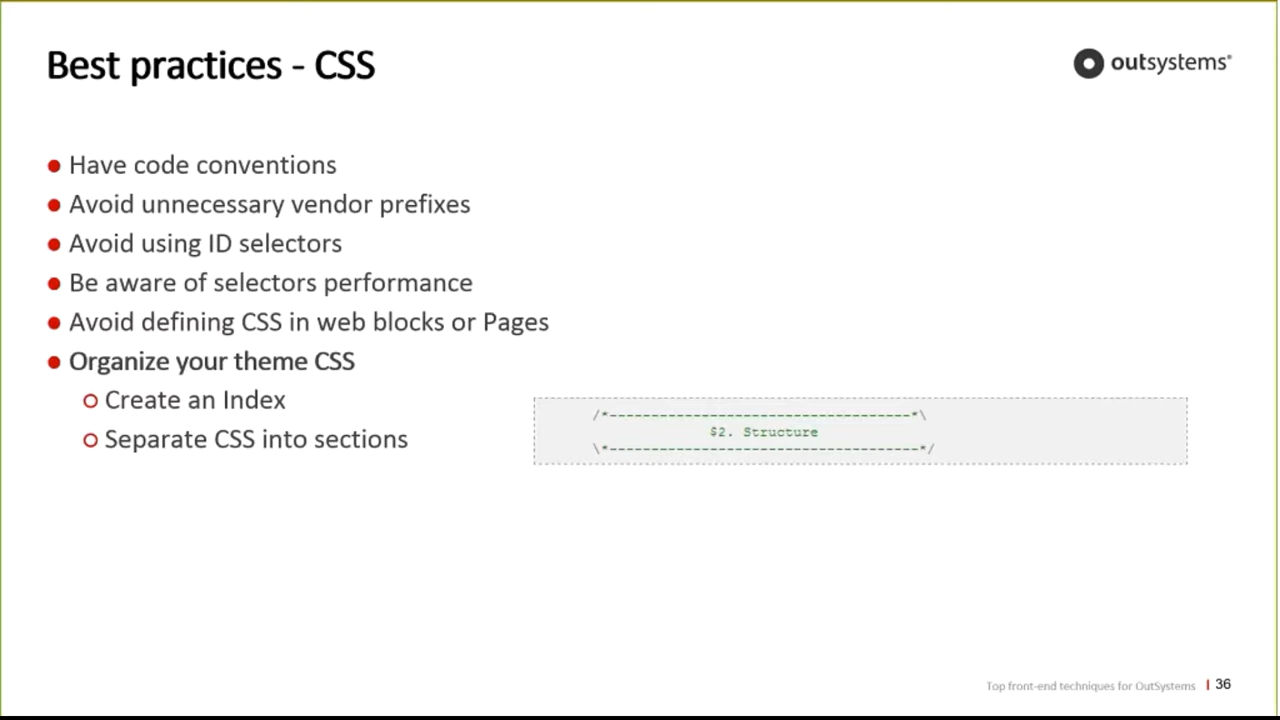 Best practices - CSS
outsystems®
Have code conventions
Avoid unnecessary vendor prefixes
Avoid using ID selectors
Be aware of selectors performance
Avoid defining CSS in web blocks or Pages
Organize your theme CSS
Create an Index
Separate CSS into sections
/*------------------------------------*\
$2. Structure
\*------------------------------------*/
Top front-end techniques for OutSystems | 36